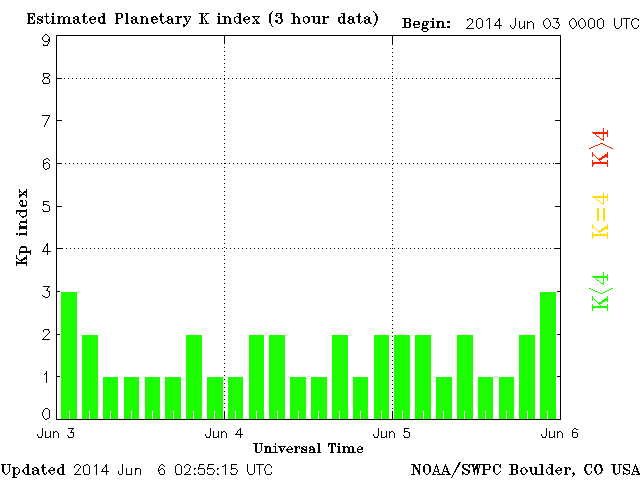 Estimated Planetary K index (3 hour data) Begin: 2014 Jun 03 0000 UTC
9
8
7
6
5
4
3
2
1
0
Kp index
K>4
K=4
K<4
Jun 3 Jun 4 Jun 5 Jun 6
Universal Time
Updated 2014 Jun 6 02:55:15 UTC NOAA/SWPC Boulder, CO USA